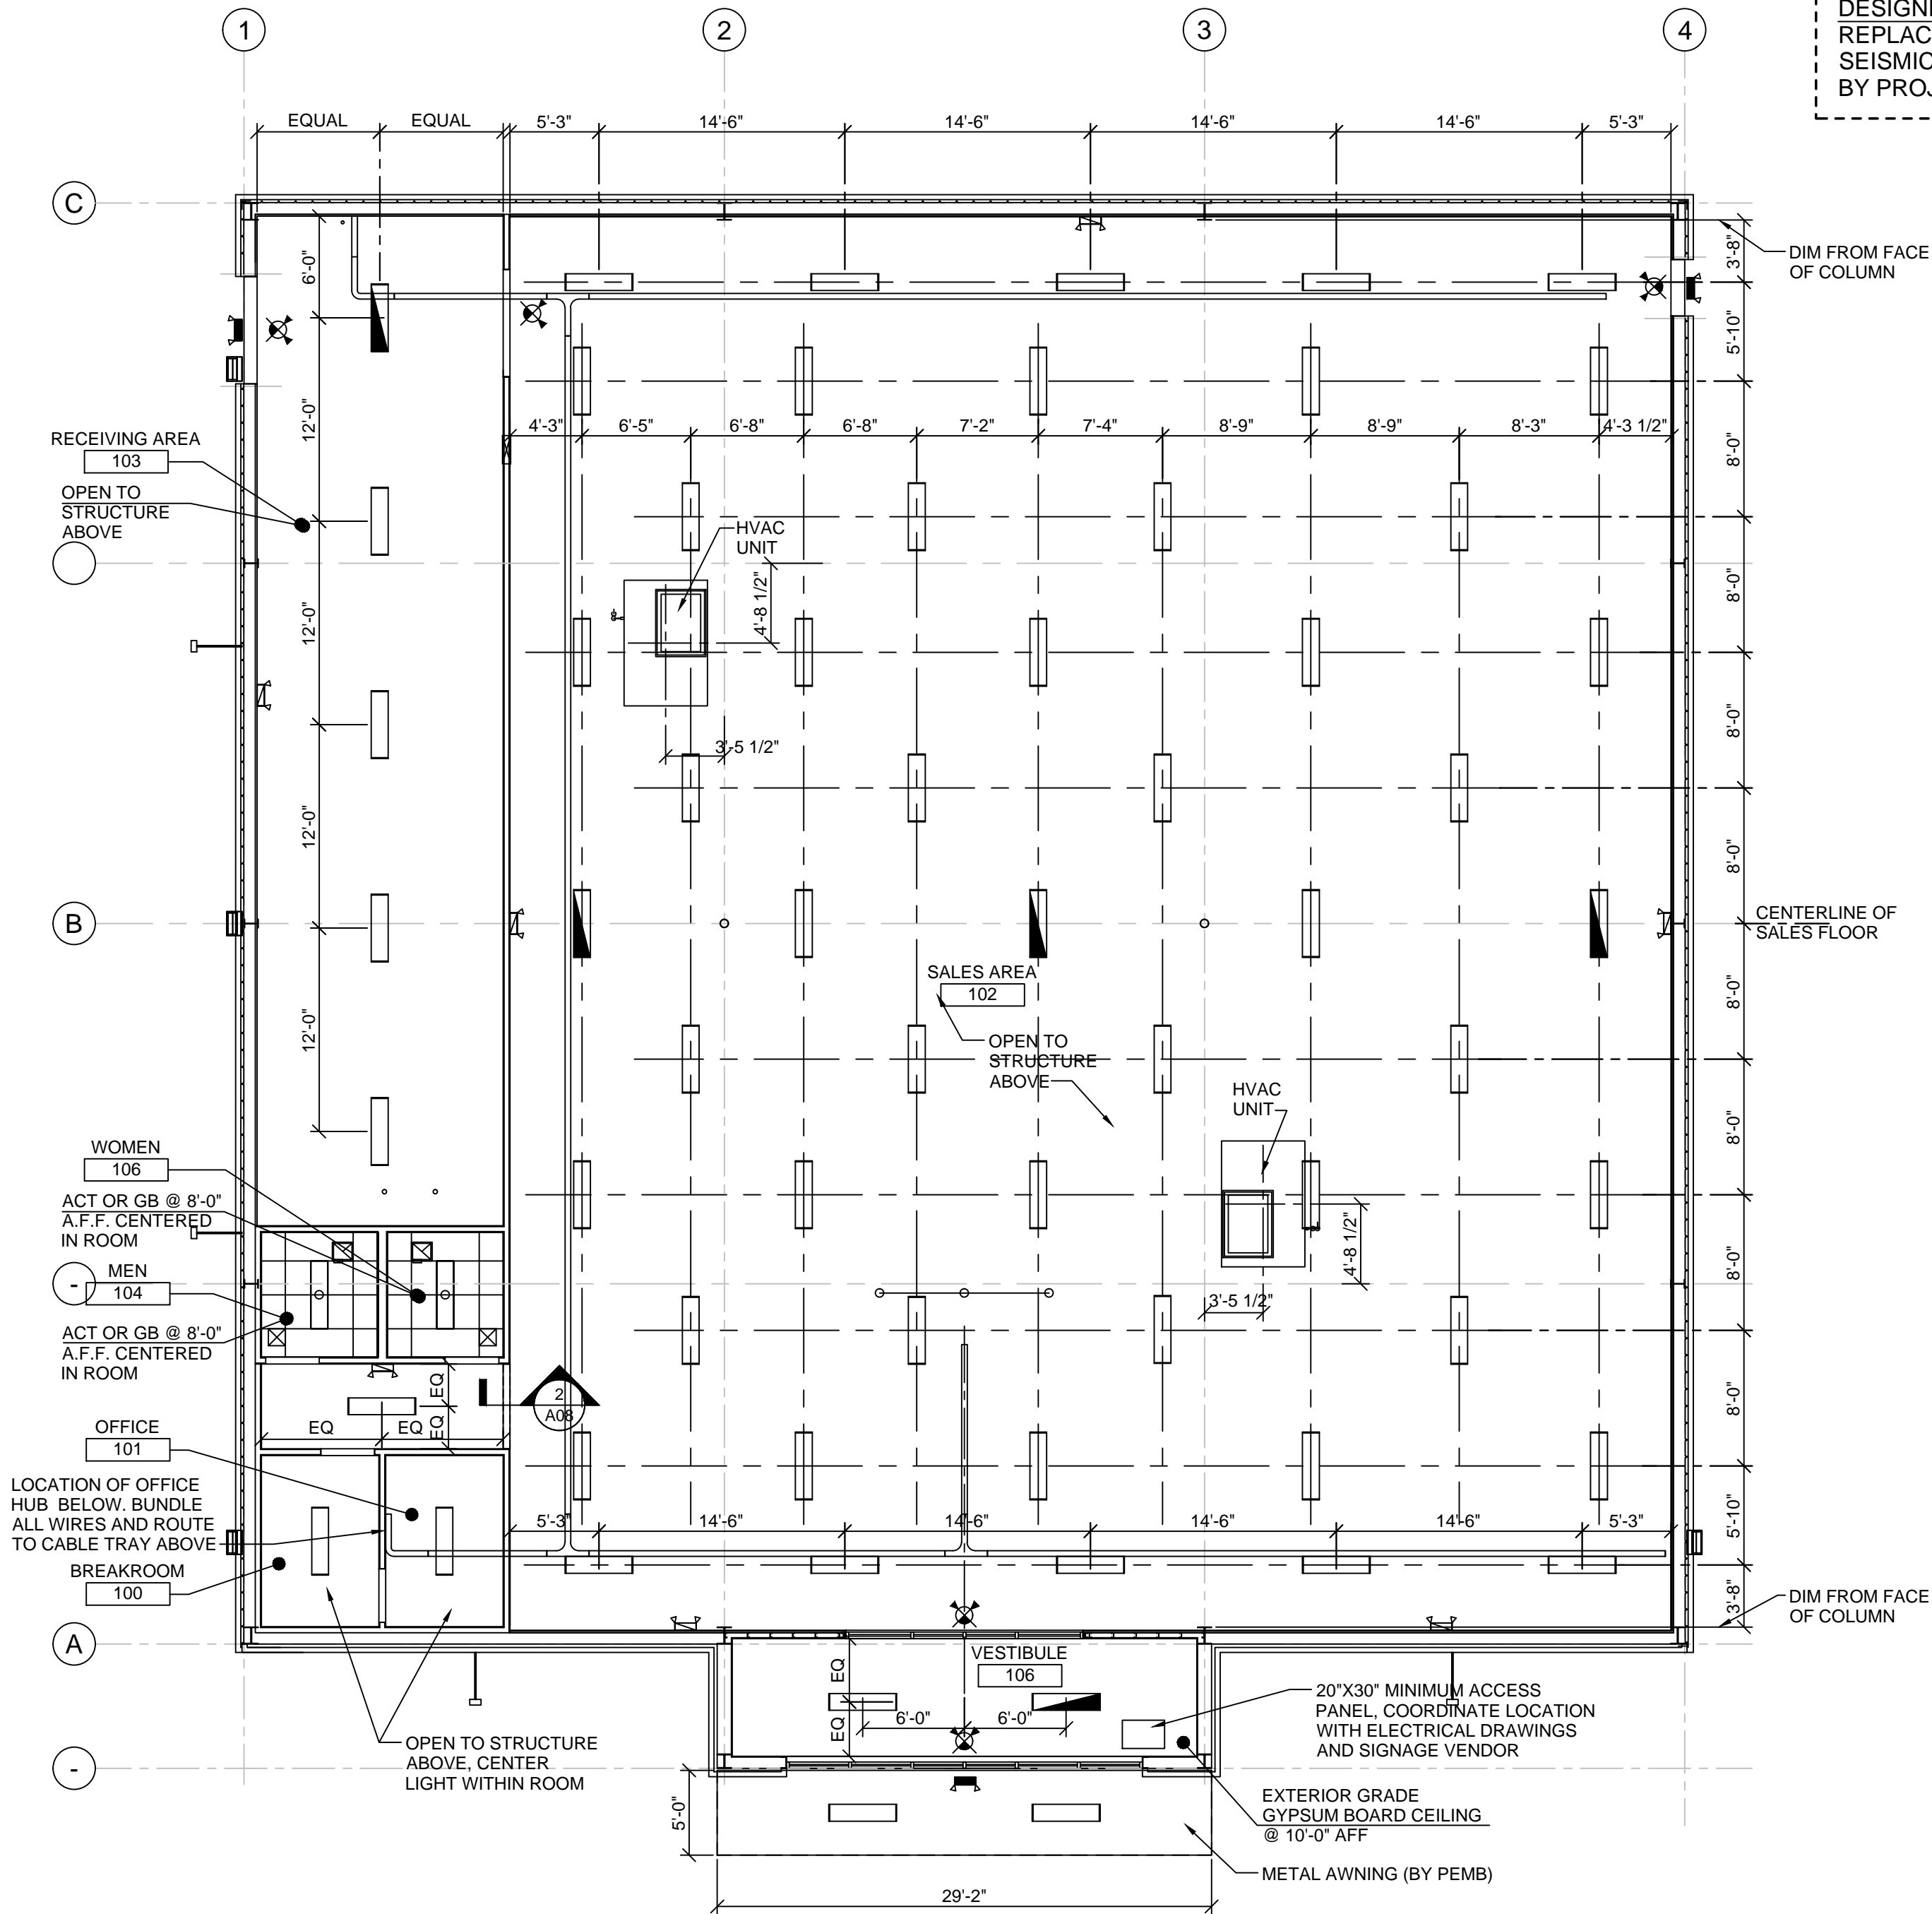 1
2
3
4
DESIGN
REPLAC
SEISMIC
BY PROJ
EQUAL
EQUAL
5'-3"
14'-6"
14'-6"
14'-6"
14'-6"
5'-3"
C
6'-0"
3'-8"
DIM FROM FACE
OF COLUMN
5'-10"
12'-0"
RECEIVING AREA
103
OPEN TO
STRUCTURE
ABOVE
4'-3"
6'-5"
6'-8"
6'-8"
7'-2"
7'-4"
8'-9"
8'-9"
8'-3"
4'-3 1/2"
8'-0"
HVAC
UNIT
4'-8 1/2"
8'-0"
12'-0"
3'-5 1/2"
8'-0"
12'-0"
8'-0"
B
CENTERLINE OF
SALES FLOOR
SALES AREA
102
OPEN TO
STRUCTURE
ABOVE
12'-0"
8'-0"
HVAC
UNIT
8'-0"
WOMEN
106
ACT OR GB @ 8'-0"
A.F.F. CENTERED
IN ROOM
4'-8 1/2"
8'-0"
-
MEN
104
3'-5 1/2"
ACT OR GB @ 8'-0"
A.F.F. CENTERED
IN ROOM
EQ
EQ
EQ
EQ
2
A08
8'-0"
OFFICE
101
LOCATION OF OFFICE
HUB BELOW. BUNDLE
ALL WIRES AND ROUTE
TO CABLE TRAY ABOVE
BREAKROOM
100
5'-3"
14'-6"
14'-6"
14'-6"
14'-6"
5'-3"
5'-10"
3'-8"
DIM FROM FACE
OF COLUMN
A
VESTIBULE
106
EQ
EQ
6'-0"
6'-0"
20"X30" MINIMUM ACCESS
PANEL, COORDINATE LOCATION
WITH ELECTRICAL DRAWINGS
AND SIGNAGE VENDOR
OPEN TO STRUCTURE
ABOVE, CENTER
LIGHT WITHIN ROOM
-
5'-0"
EXTERIOR GRADE
GYPSUM BOARD CEILING
@ 10'-0" AFF
METAL AWNING (BY PEMB)
29'-2"